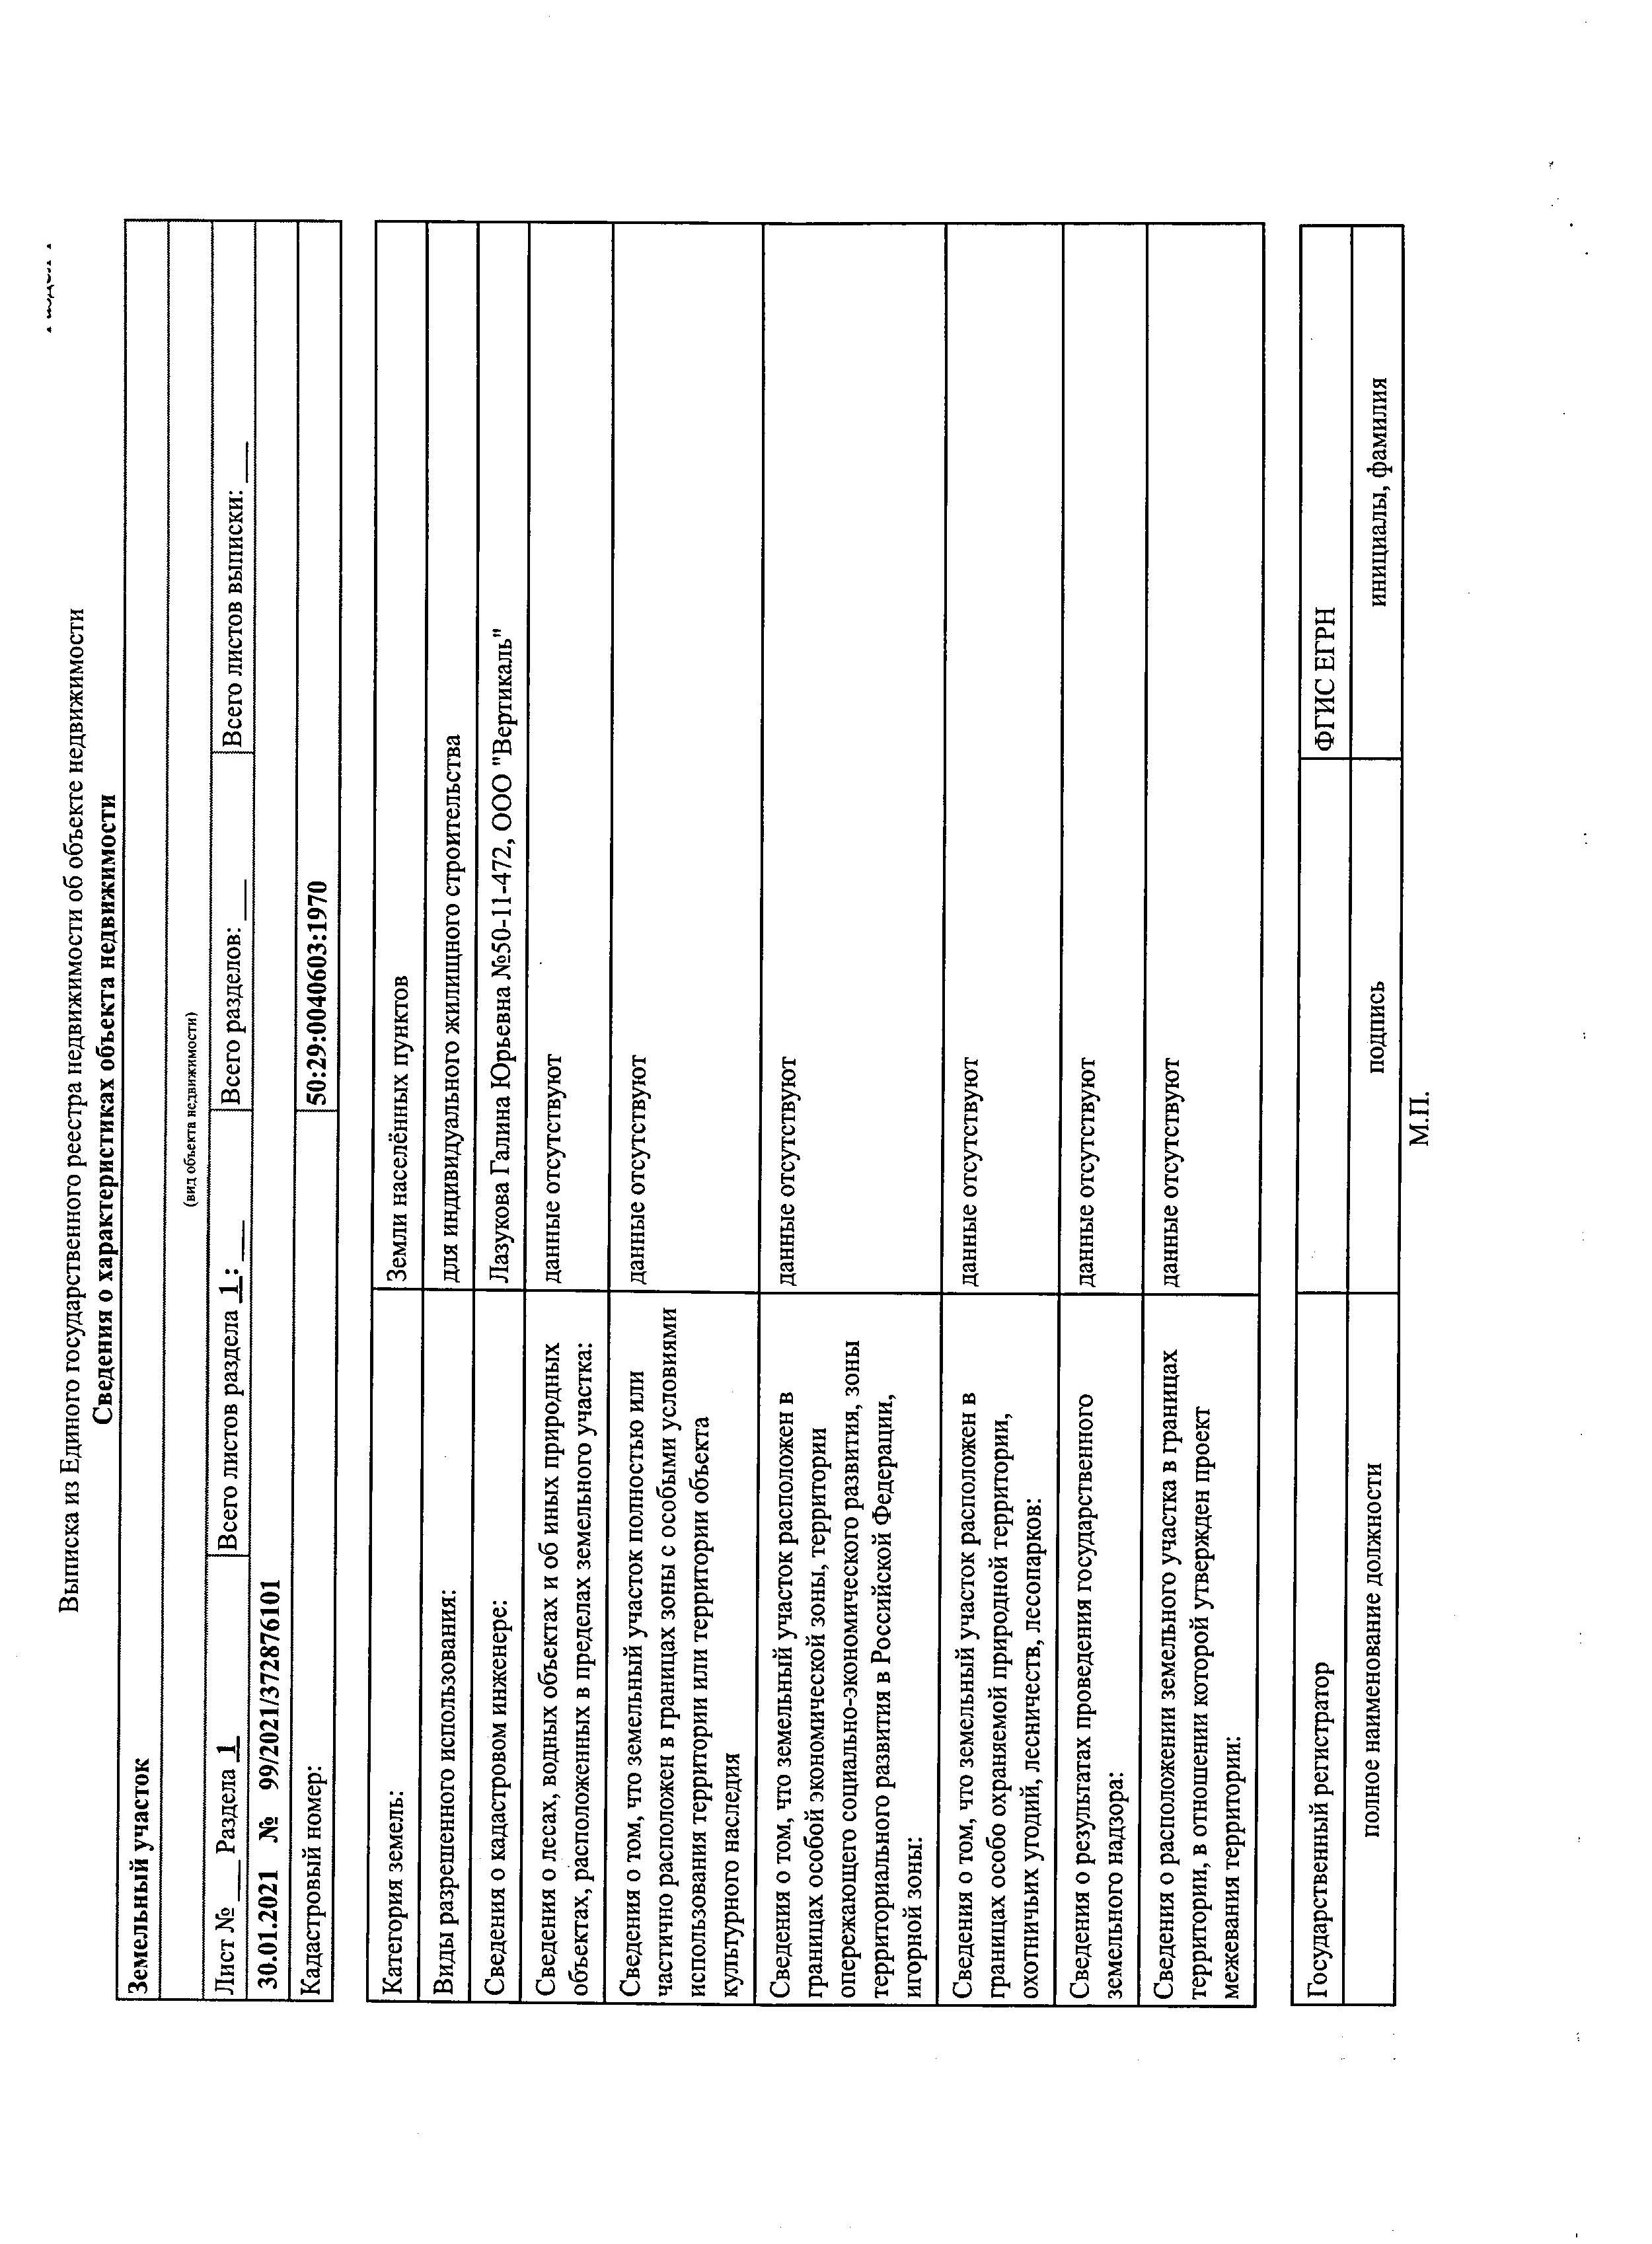 Выписка из Единого государственного реестра недвижимости об объекте недвижимости
Сведения о характеристиках объекта недвижимости
Земельный участок
(вид объекта недвижимости)
Лист № ___ Раздела 1 Всего листов раздела 1: ___ Всего разделов: ___ Всего листов выписки: ___
30.01.2021 № 99/2021/372876101
Кадастровый номер: 50:29:0040603:1970
Категория земель: Земли населённых пунктов
Виды разрешенного использования: для индивидуального жилищного строительства
Сведения о кадастровом инженере: Лазукова Галина Юрьевна №50-11-472, ООО "Вертикаль"
Сведения о лесах, водных объектах и об иных природных данные отсутствуют
объектах, расположенных в пределах земельного участка:
Сведения о том, что земельный участок полностью или данные отсутствуют
частично расположен в границах зоны с особыми условиями
использования территории или территории объекта
культурного наследия
Сведения о том, что земельный участок расположен в данные отсутствуют
границах особой экономической зоны, территории
опережающего социально-экономического развития, зоны
территориального развития в Российской Федерации,
игорной зоны:
Сведения о том, что земельный участок расположен в данные отсутствуют
границах особо охраняемой природной территории,
охотничьих угодий, лесничеств, лесопарков:
Сведения о результатах проведения государственного данные отсутствуют
земельного надзора:
Сведения о расположении земельного участка в границах данные отсутствуют
территории, в отношении которой утвержден проект
межевания территории:
Государственный регистратор ФГИС ЕГРН
полное наименование должности подпись инициалы, фамилия
М.П.